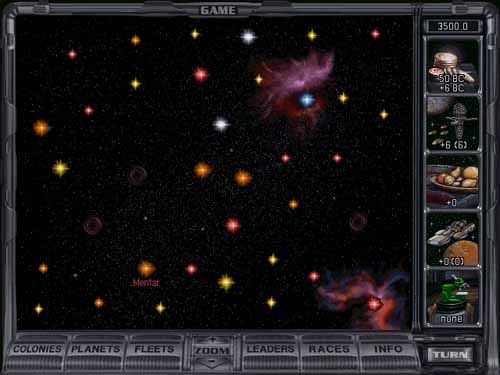 GAME
3500.0
50 BC
+6 BC
+6 (6)
+0
+0 (0)
none
Mentar
COLONIES PLANETS FLEETS ZOOM LEADERS RACES INFO TURN